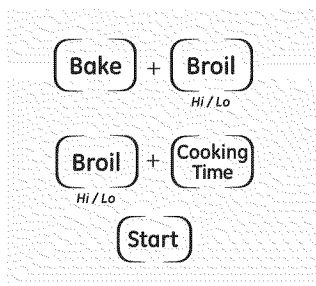 Bake + Broil
Hi / Lo
Broil + Cooking
Time
Hi / Lo
Start